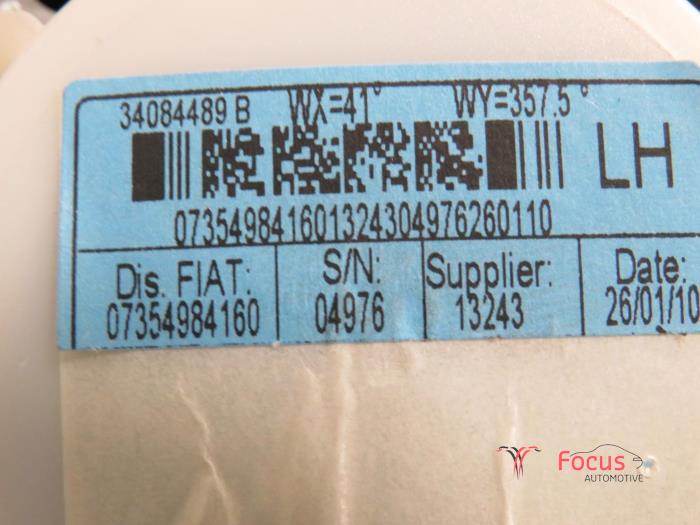 34084489 B WX=41° WY=357.5°
LH
073549841601324304976260110
Dis. FIAT: S/N: Supplier: Date:
07354984160 04976 13243 26/01/10
Focus
AUTOMOTIVE